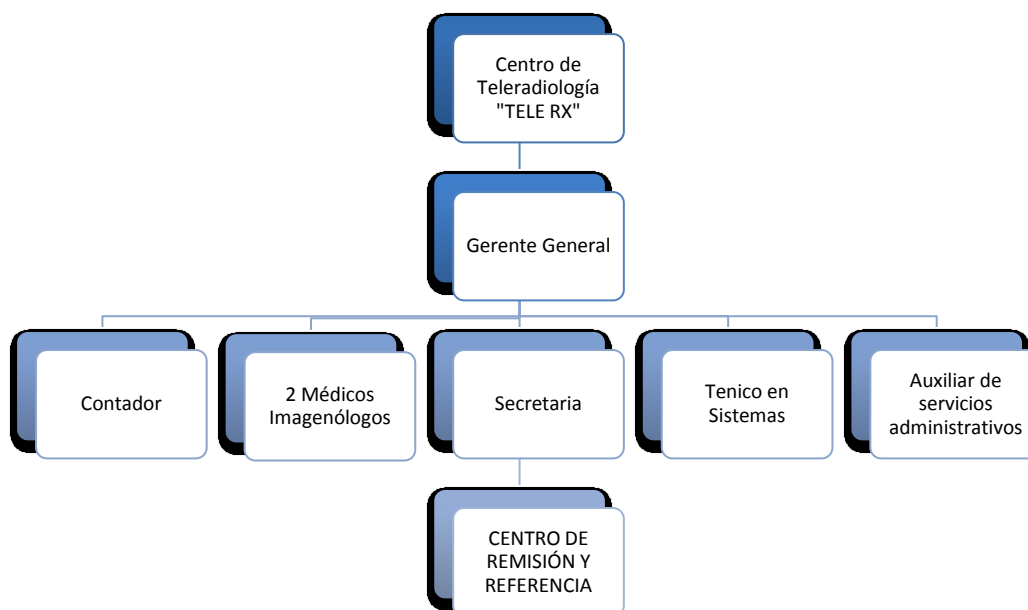 Centro de
Teleradiología
"TELE RX"
Gerente General
Contador
2 Médicos
Imagenólogos
Secretaria
Tenico en
Sistemas
Auxiliar de
servicios
administrativos
CENTRO DE
REMISIÓN Y
REFERENCIA